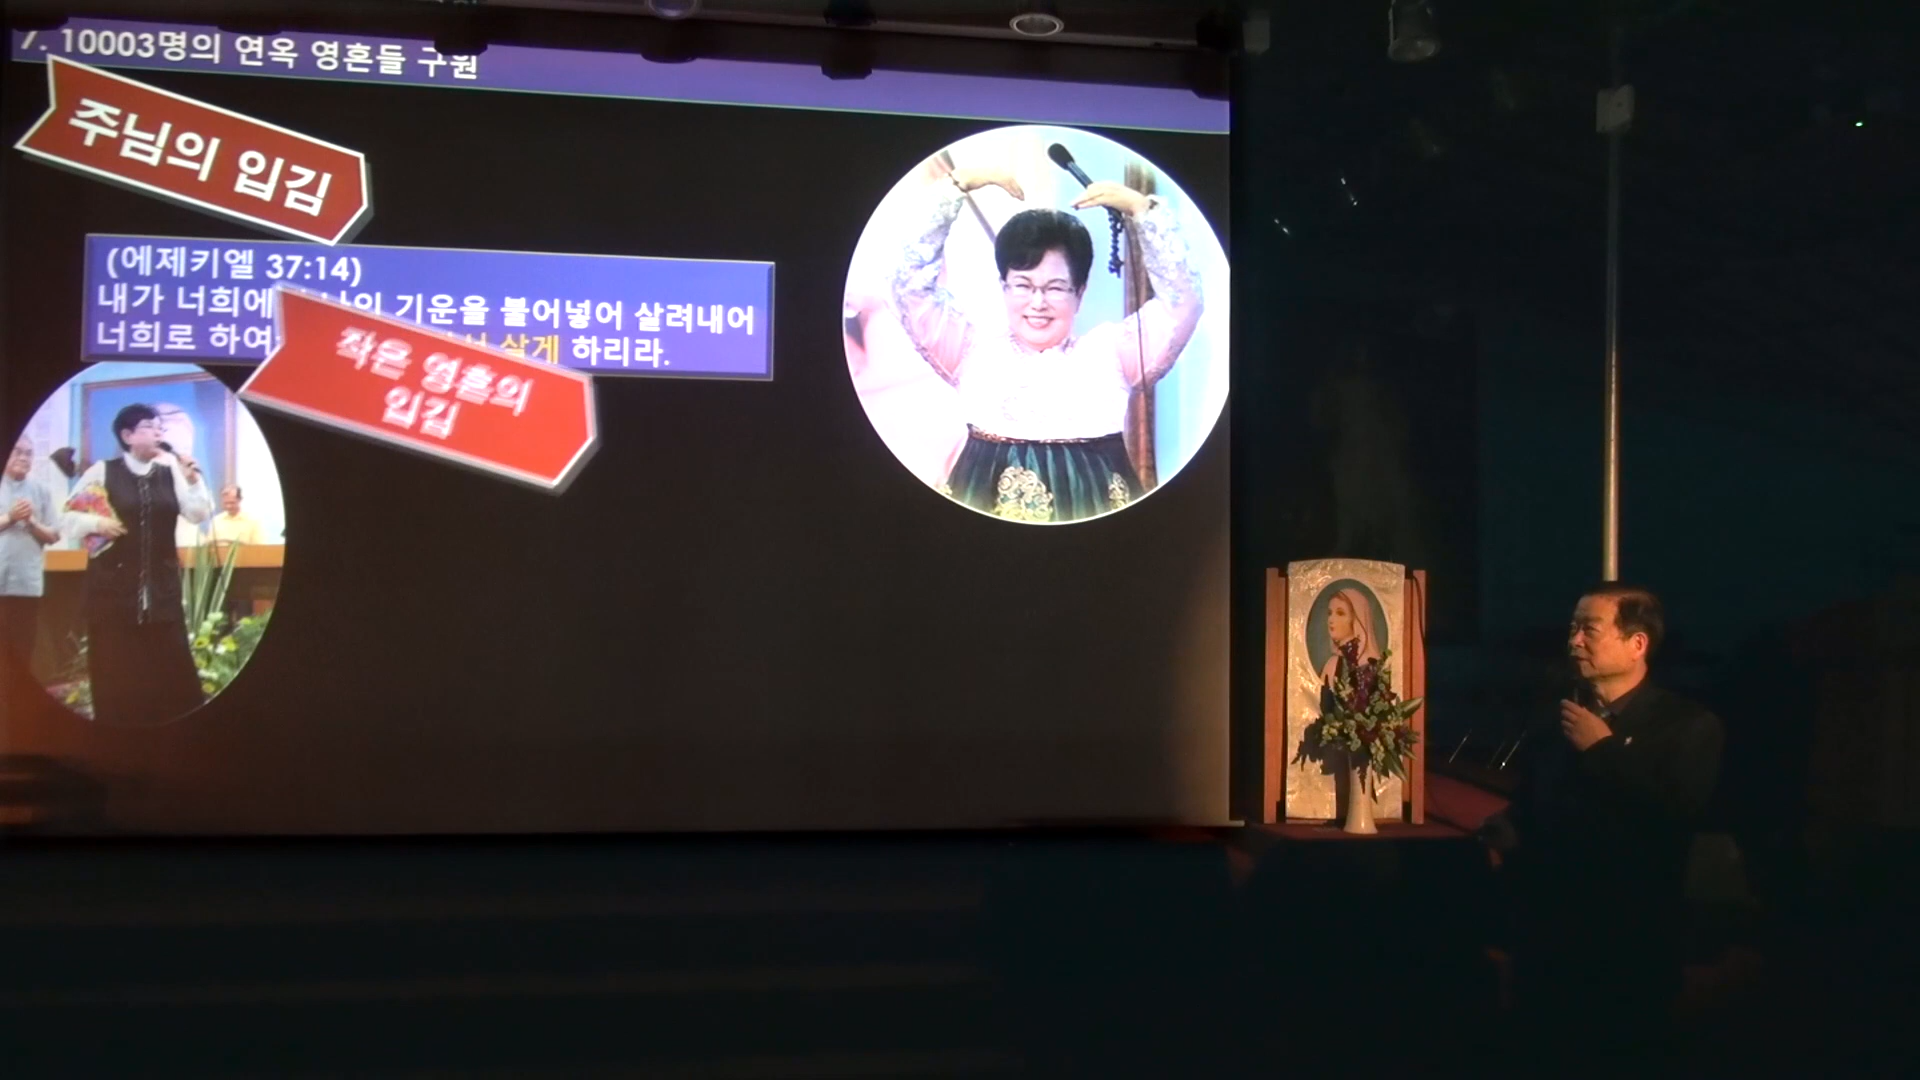 7. 10003명의 연옥 영혼들 구원
주님의 입김
(에제키엘 37:14)
내가 너희에 기운을 불어넣어 살려내어
너희로 하여 살게 하리라.
작은 영혼의
입김